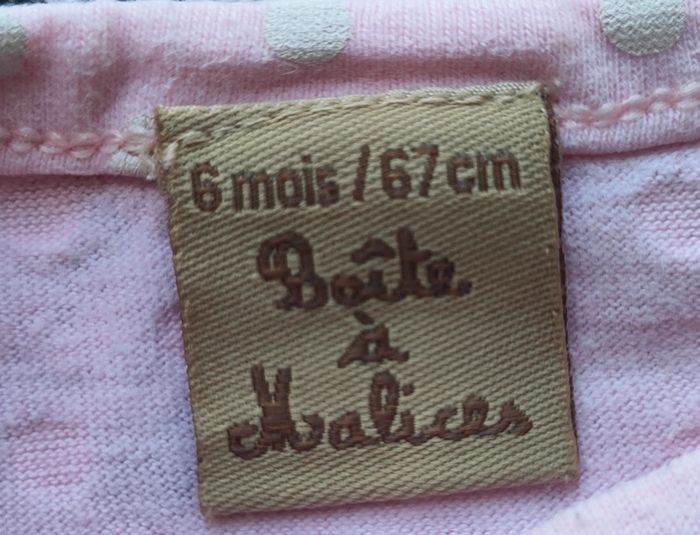 6 mois / 67 cm
Boîte
à
Malices